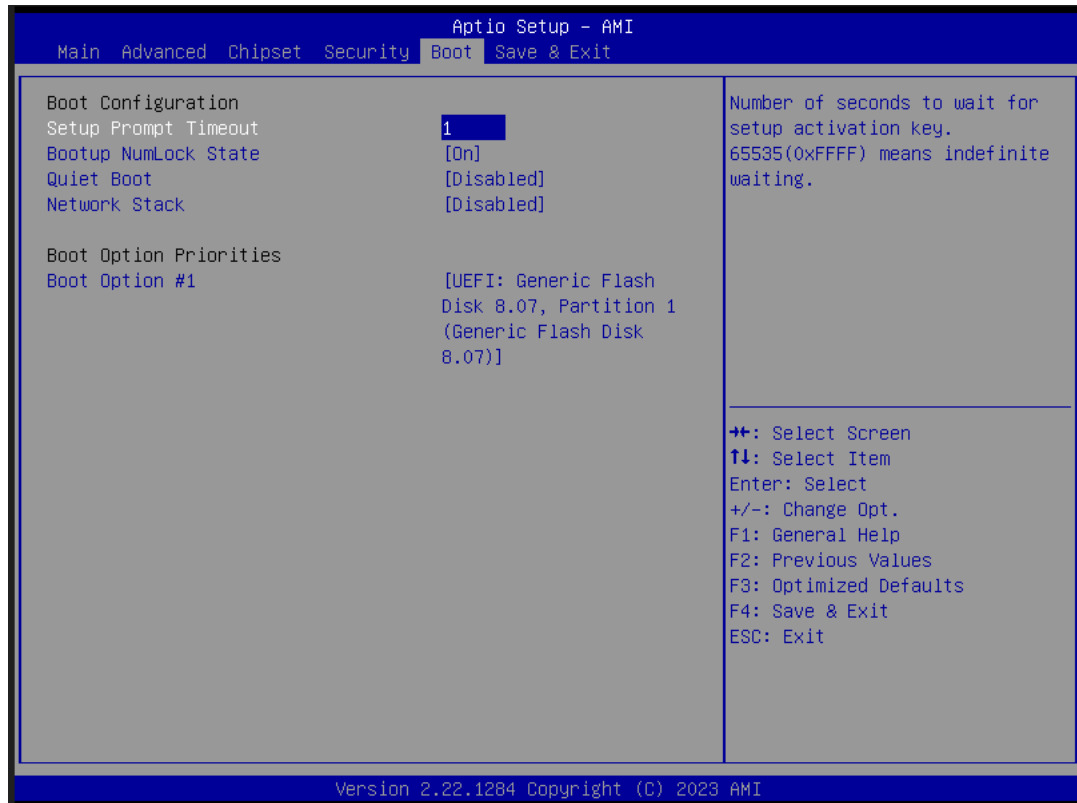 Aptio Setup – AMI
Main Advanced Chipset Security Boot Save & Exit
Boot Configuration
Setup Prompt Timeout 1
Bootup NumLock State [On]
Quiet Boot [Disabled]
Network Stack [Disabled]
Boot Option Priorities
Boot Option #1 [UEFI: Generic Flash
Disk 8.07, Partition 1
(Generic Flash Disk
8.07)]
Number of seconds to wait for
setup activation key.
65535(0xFFFF) means indefinite
waiting.
→←: Select Screen
↑↓: Select Item
Enter: Select
+/-: Change Opt.
F1: General Help
F2: Previous Values
F3: Optimized Defaults
F4: Save & Exit
ESC: Exit
Version 2.22.1284 Copyright (C) 2023 AMI